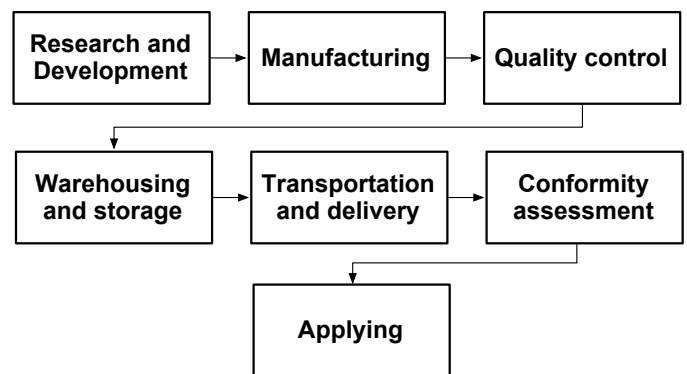 Research and
Development
Manufacturing
Quality control
Warehousing
and storage
Transportation
and delivery
Conformity
assessment
Applying